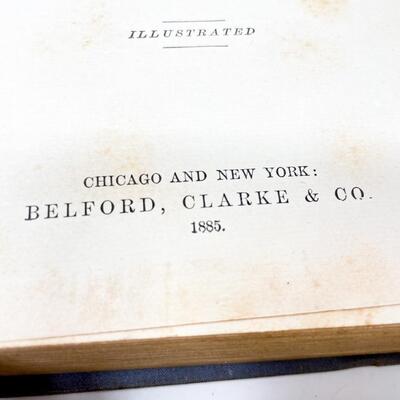 ILLUSTRATED
CHICAGO AND NEW YORK:
BELFORD, CLARKE & CO.
1885.